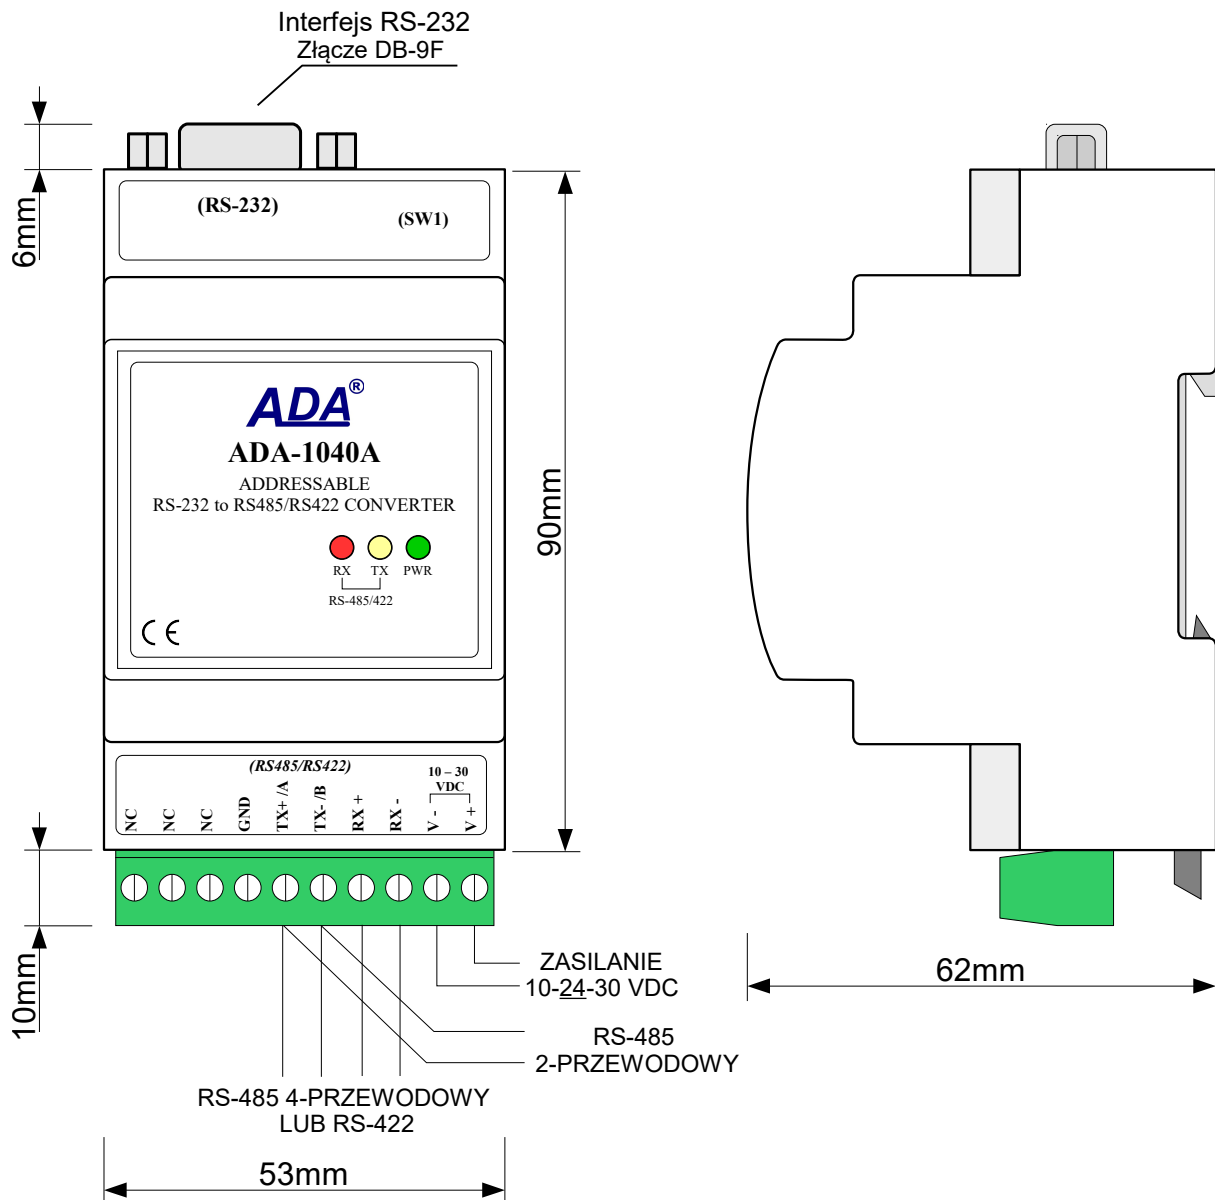 Interfejs RS-232
Złącze DB-9F
6mm
(RS-232)
(SW1)
ADA®
ADA-1040A
ADDRESSABLE
RS-232 to RS485/RS422 CONVERTER
RX TX PWR
RS-485/422
CE
90mm
(RS485/RS422)
10 – 30
VDC
NC
NC
NC
GND
TX+ /A
TX- /B
RX +
RX -
V -
V +
10mm
ZASILANIE
10-24-30 VDC
RS-485
2-PRZEWODOWY
RS-485 4-PRZEWODOWY
LUB RS-422
53mm
62mm